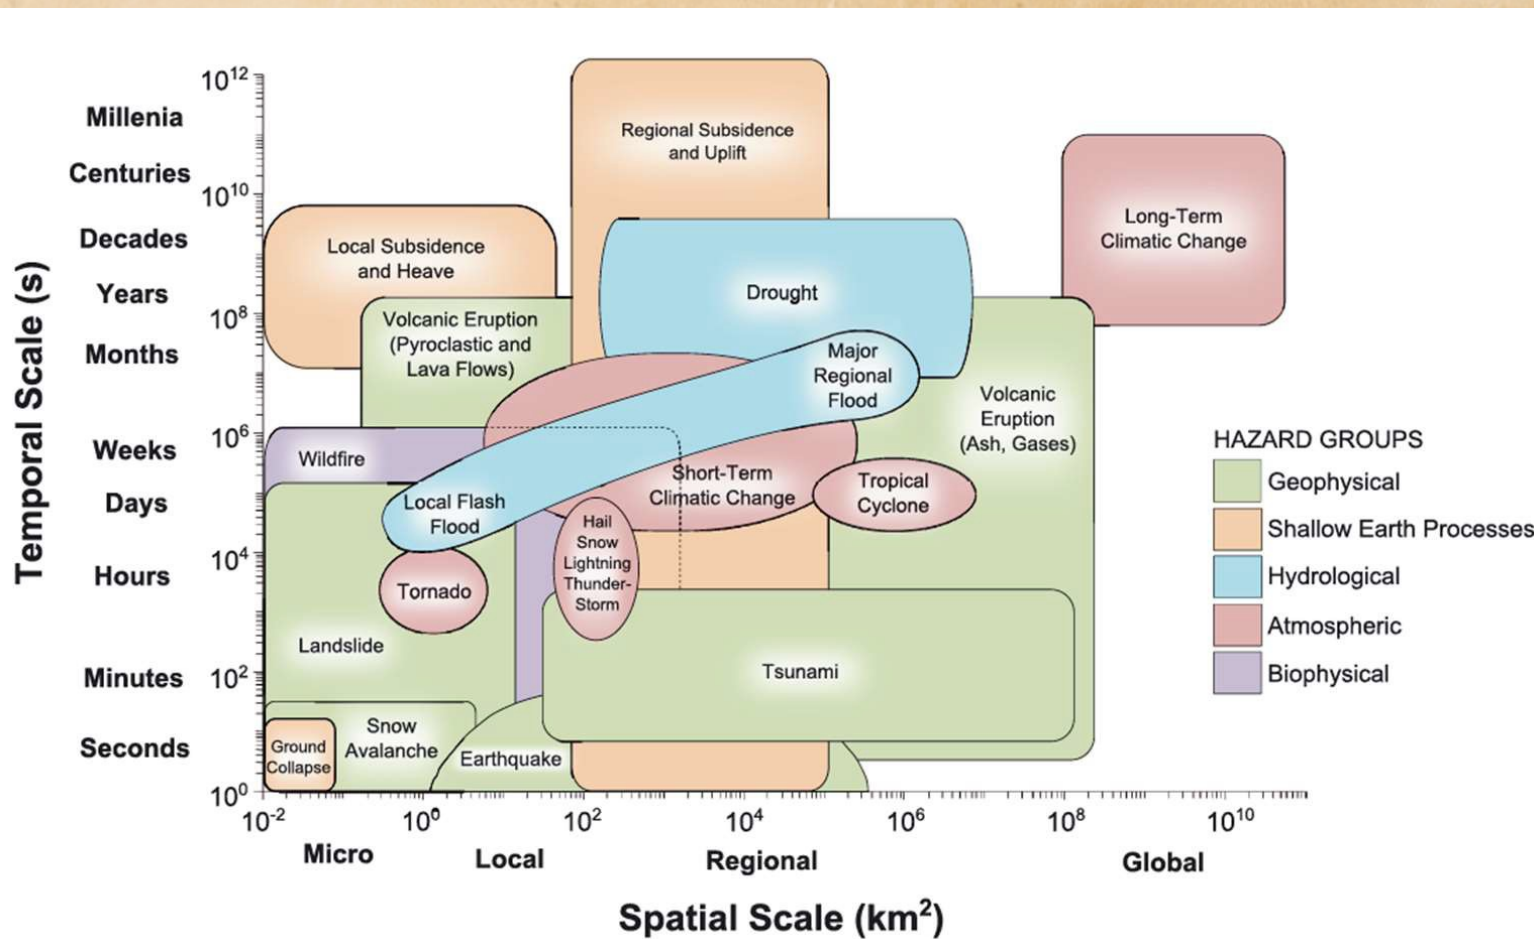 Temporal Scale (s)
Millenia
Centuries
Decades
Years
Months
Weeks
Days
Hours
Minutes
Seconds
10¹²
10¹⁰
10⁸
10⁶
10⁴
10²
10⁰
Regional Subsidence
and Uplift
Long-Term
Climatic Change
Local Subsidence
and Heave
Drought
Volcanic Eruption
(Pyroclastic and
Lava Flows)
Major
Regional
Flood
Volcanic
Eruption
(Ash, Gases)
Wildfire
Short-Term
Climatic Change
Tropical
Cyclone
Local Flash
Flood
Hail
Snow
Lightning
Thunder-
Storm
Tornado
Landslide
Tsunami
Snow
Avalanche
Ground
Collapse
Earthquake
HAZARD GROUPS
Geophysical
Shallow Earth Processes
Hydrological
Atmospheric
Biophysical
10⁻² 10⁰ 10² 10⁴ 10⁶ 10⁸ 10¹⁰
Micro Local Regional Global
Spatial Scale (km²)